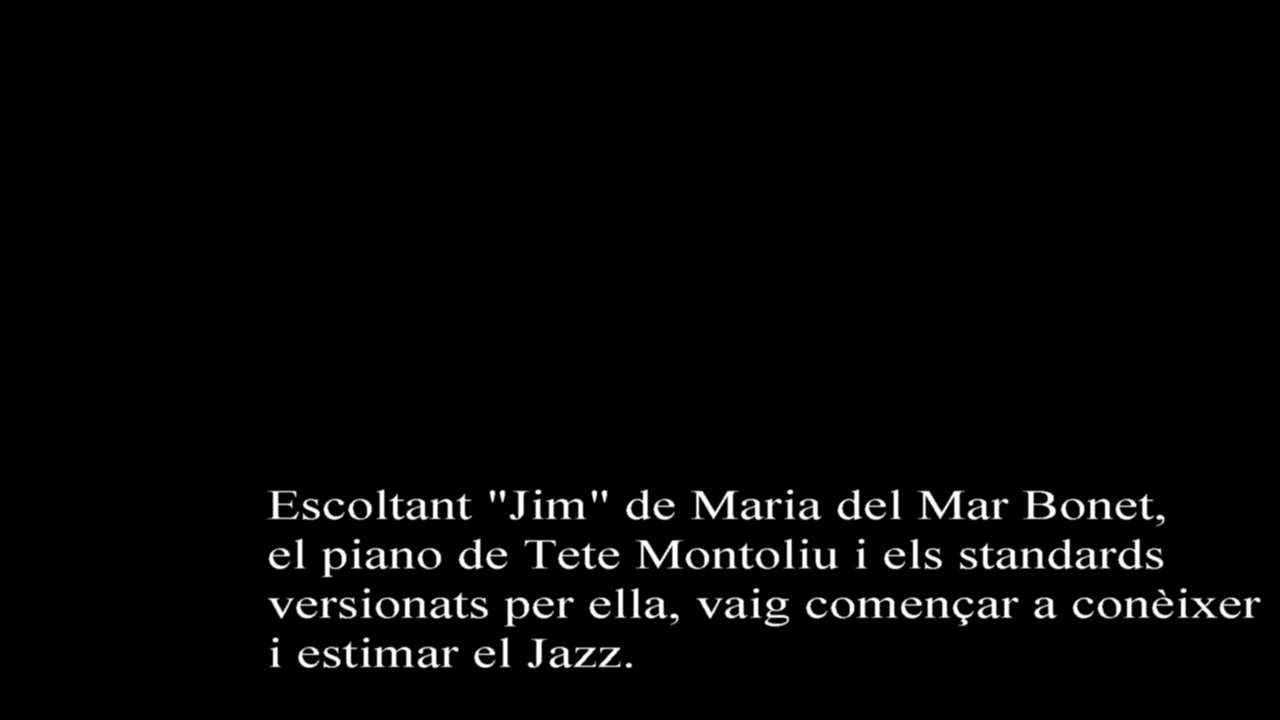 Escoltant "Jim" de Maria del Mar Bonet,
el piano de Tete Montoliu i els standards
versionats per ella, vaig començar a conèixer
i estimar el Jazz.